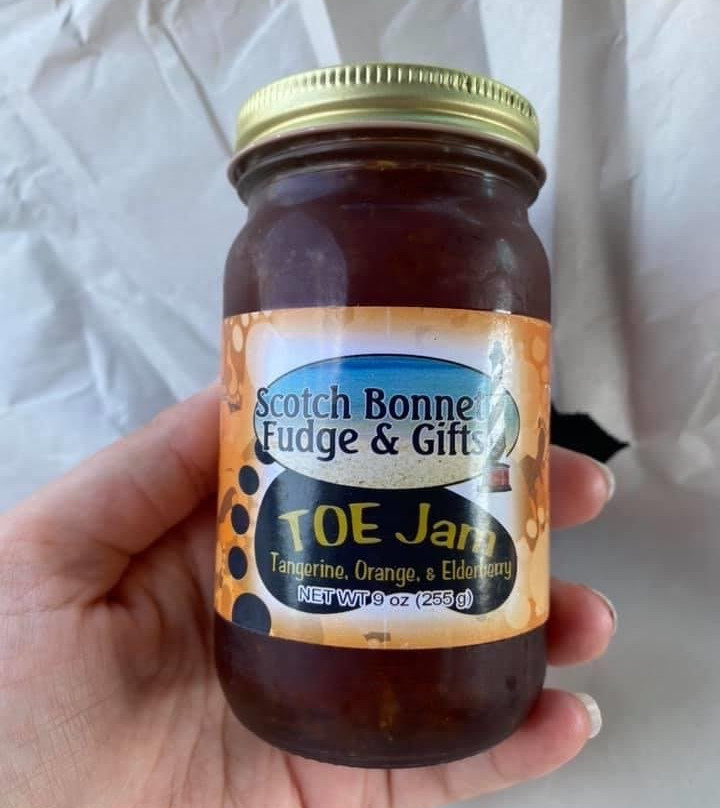 Scotch Bonnet
Fudge & Gifts
TOE Jam
Tangerine, Orange, & Elderberry
NET WT 9 oz (255 g)